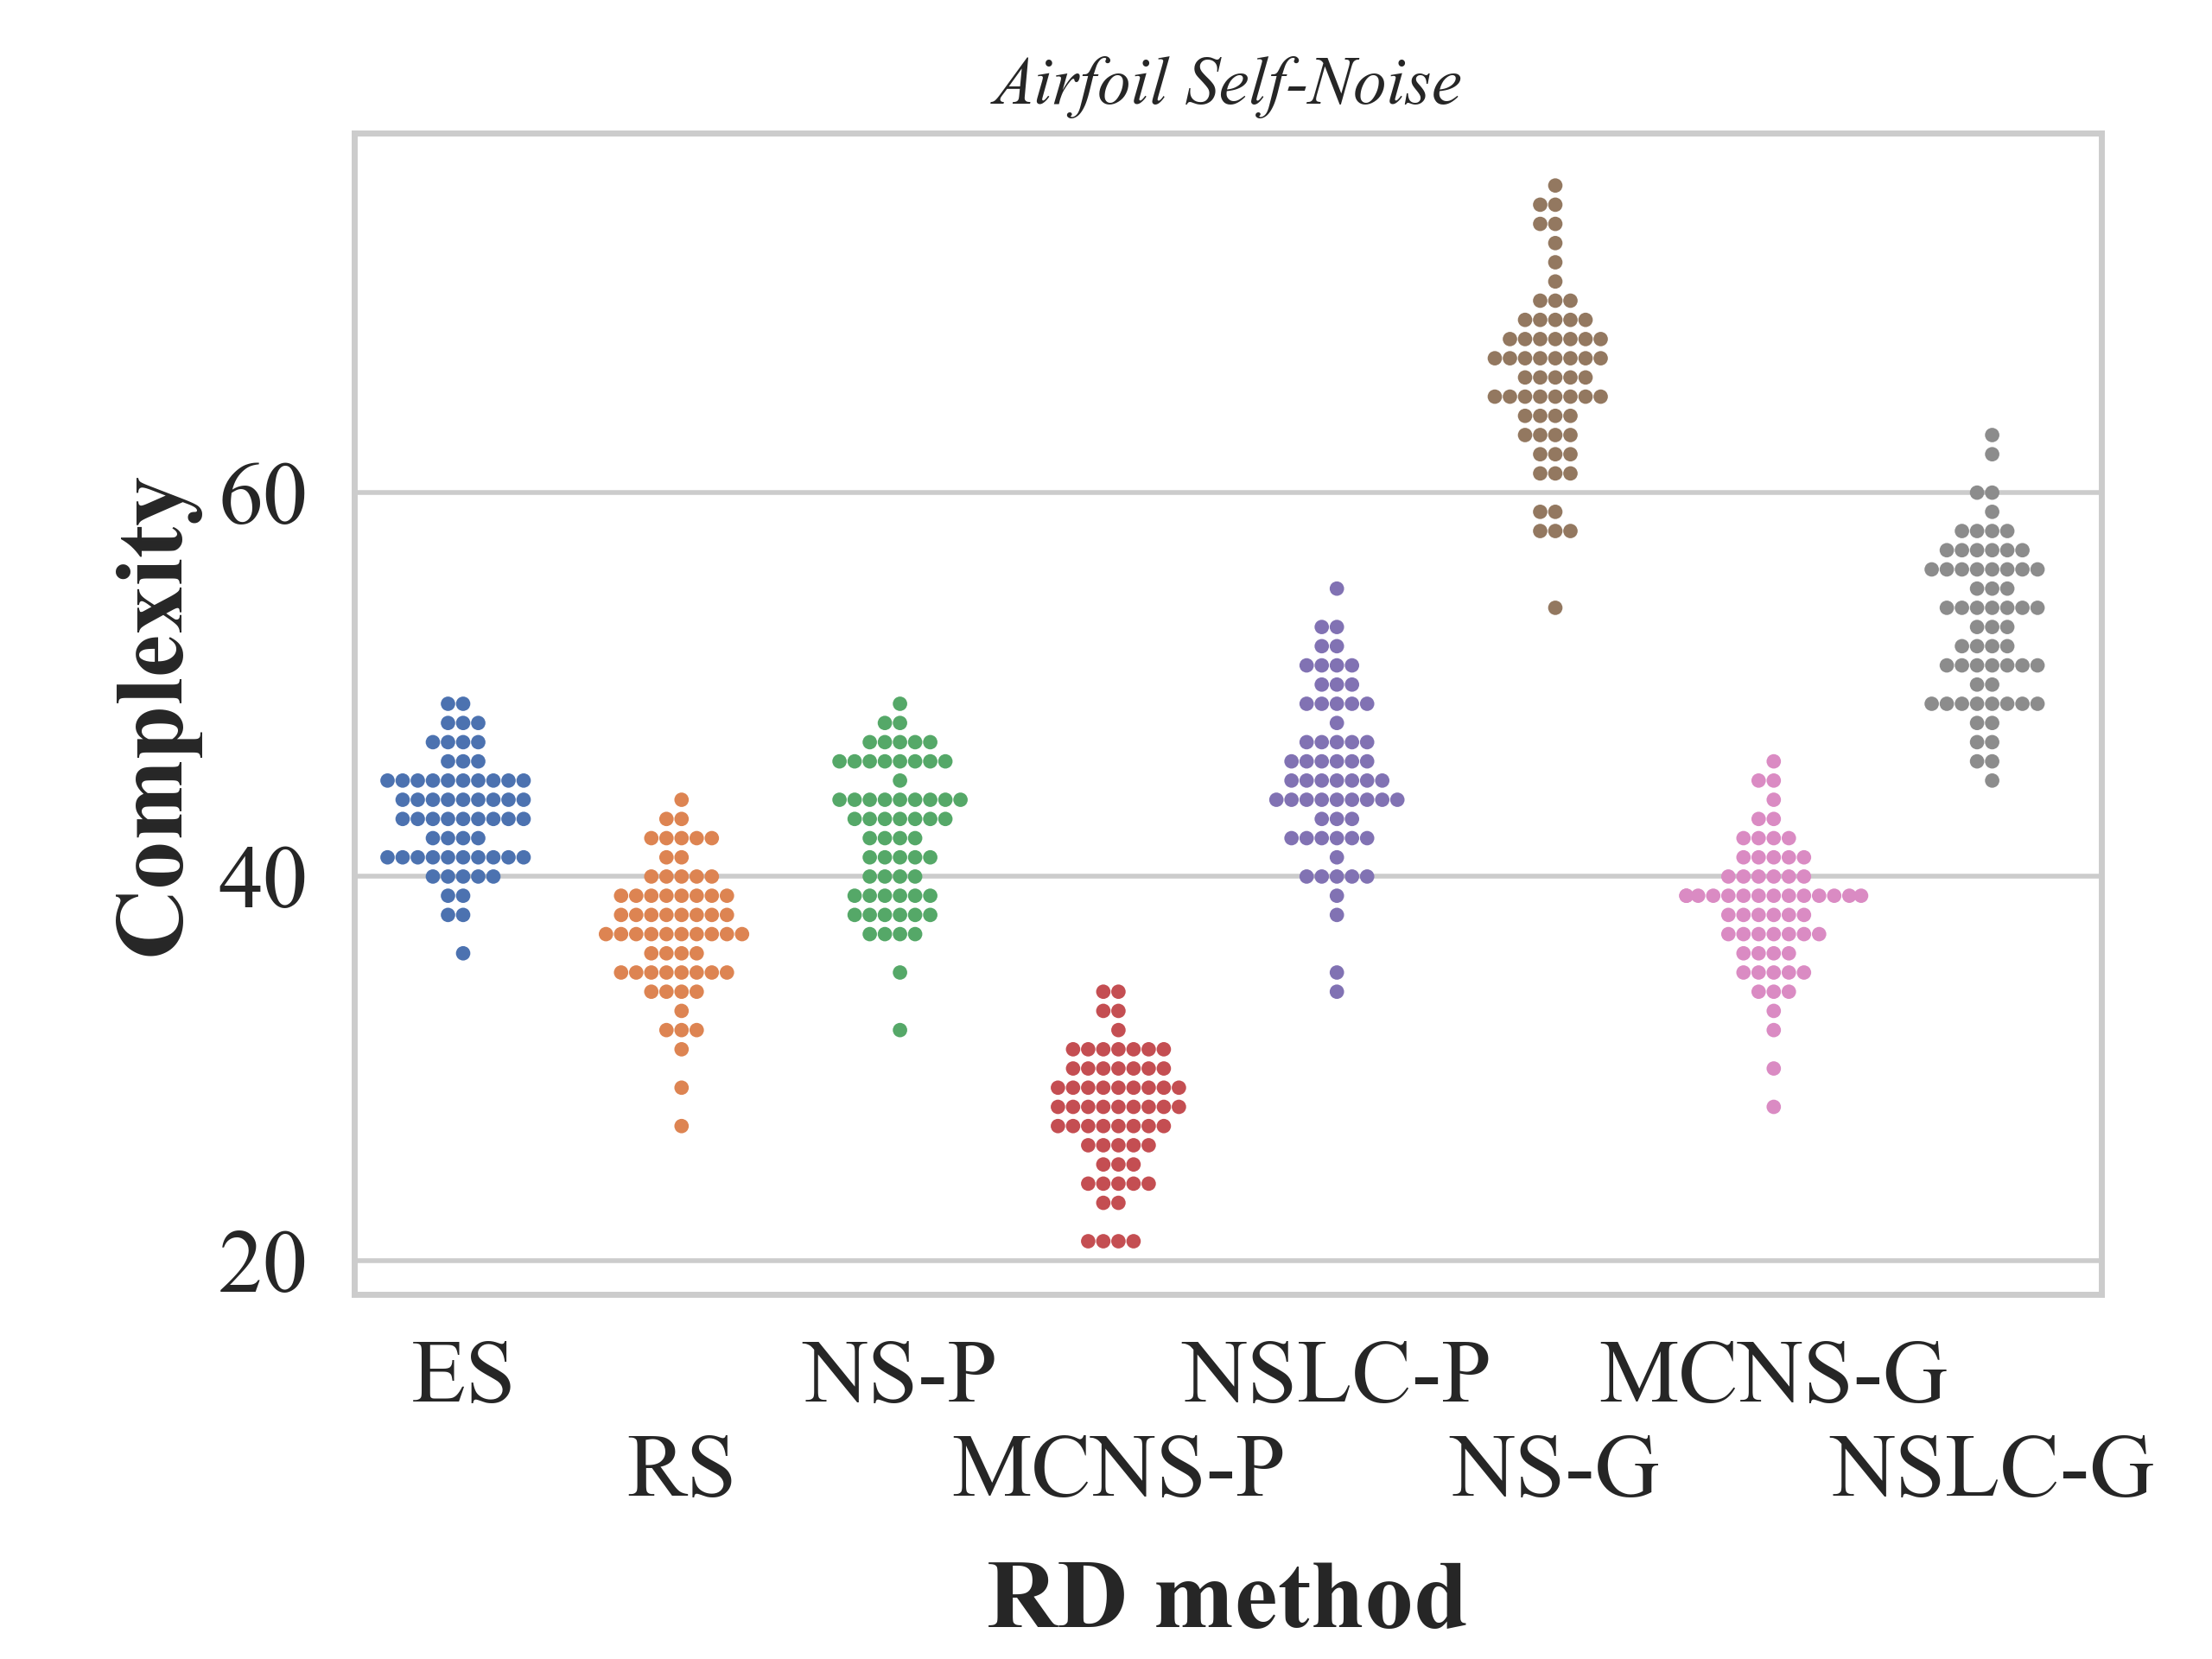 Airfoil Self-Noise
Complexity
60
40
20
ES
NS-P
NSLC-P
MCNS-G
RS
MCNS-P
NS-G
NSLC-G
RD method